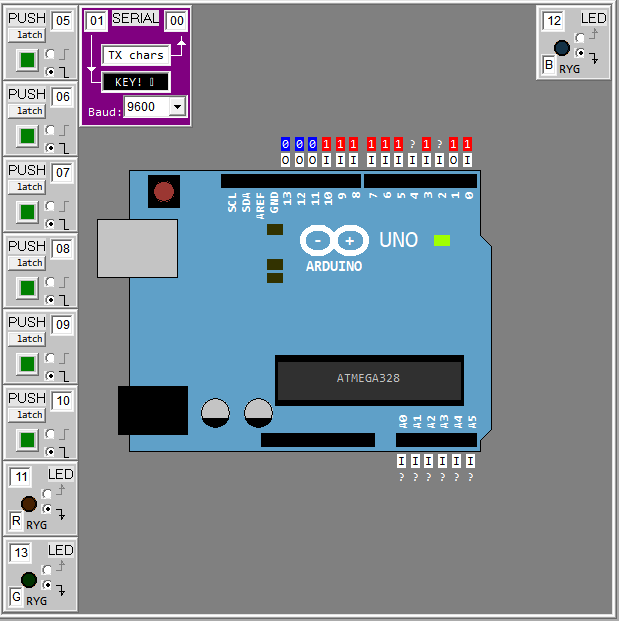 PUSH 05
latch
PUSH 06
latch
PUSH 07
latch
PUSH 08
latch
PUSH 09
latch
PUSH 10
latch
11 LED
R RYG
13 LED
G RYG
01 SERIAL 00
TX chars
KEY!
Baud: 9600
12 LED
B RYG
0 0 0 1 1 1 1 1 1 ? 1 ? 1 1
O O O I I I I I I I I I O I
SCL SDA AREF GND 13 12 11 10 9 8 7 6 5 4 3 2 1 0
- + UNO
ARDUINO
ATMEGA328
A0 A1 A2 A3 A4 A5
I I I I I I
? ? ? ? ? ?